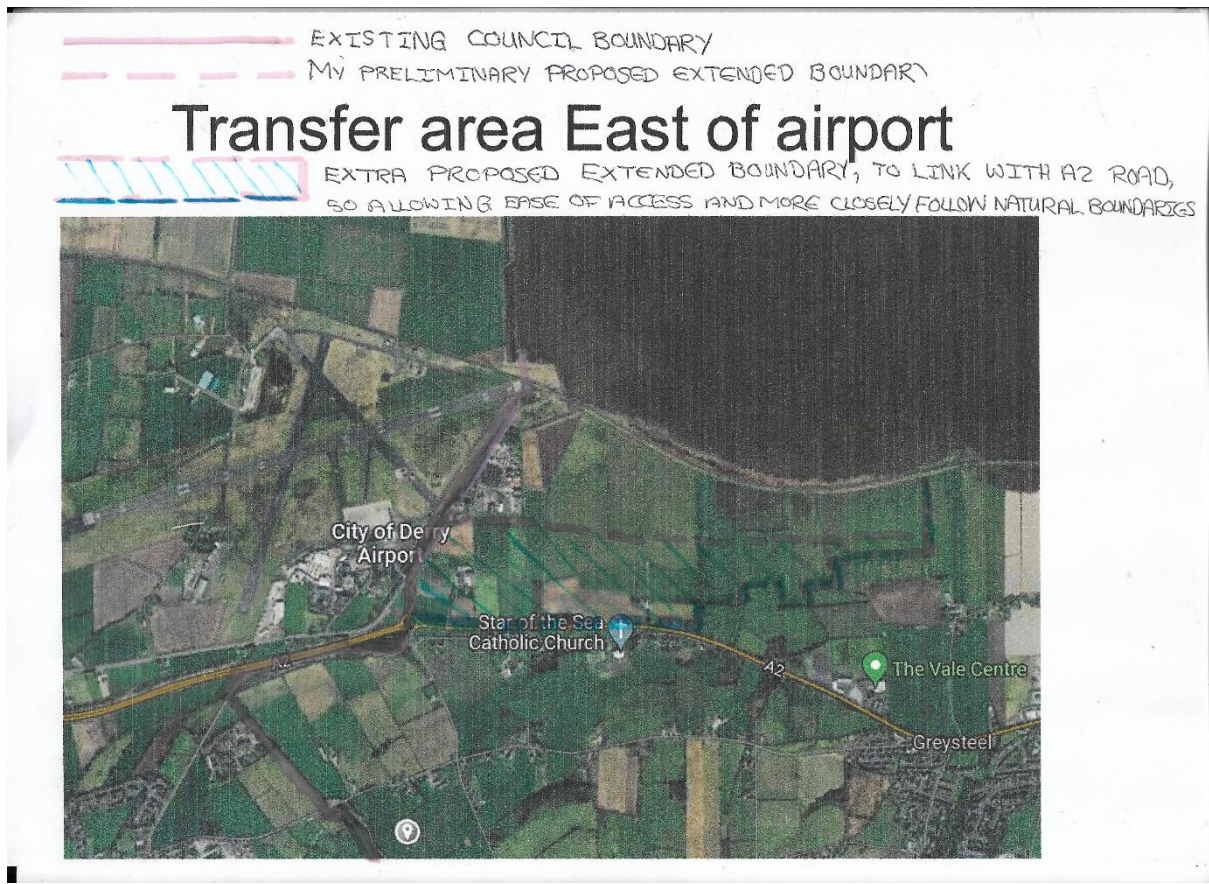 EXISTING COUNCIL BOUNDARY
MY PRELIMINARY PROPOSED EXTENDED BOUNDARY
Transfer area East of airport
EXTRA PROPOSED EXTENDED BOUNDARY, TO LINK WITH A2 ROAD,
SO ALLOWING EASE OF ACCESS AND MORE CLOSELY FOLLOW NATURAL BOUNDARIES
City of Derry
Airport
Star of the Sea
Catholic Church
A2
A2
The Vale Centre
Greysteel